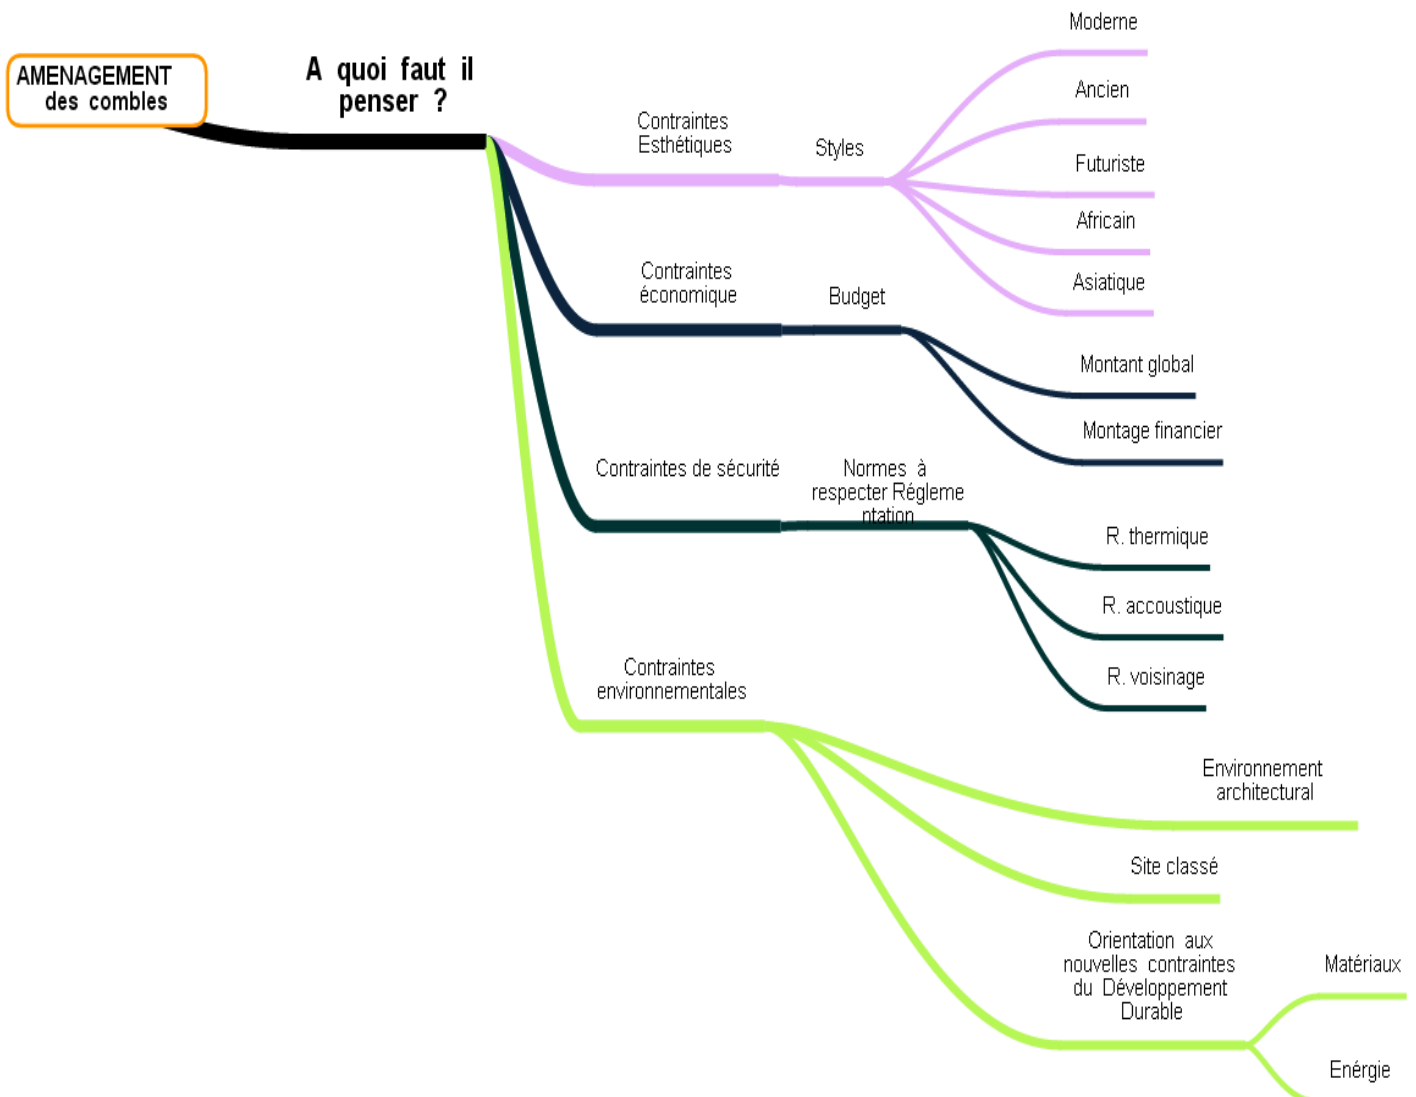 AMENAGEMENT
des combles
A quoi faut il
penser ?
Contraintes
Esthétiques
Styles
Moderne
Ancien
Futuriste
Africain
Asiatique
Contraintes
économique
Budget
Montant global
Montage financier
Contraintes de sécurité
Normes à
respecter Régleme
ntation
R. thermique
R. accoustique
R. voisinage
Contraintes
environnementales
Environnement
architectural
Site classé
Orientation aux
nouvelles contraintes
du Développement
Durable
Matériaux
Enérgie